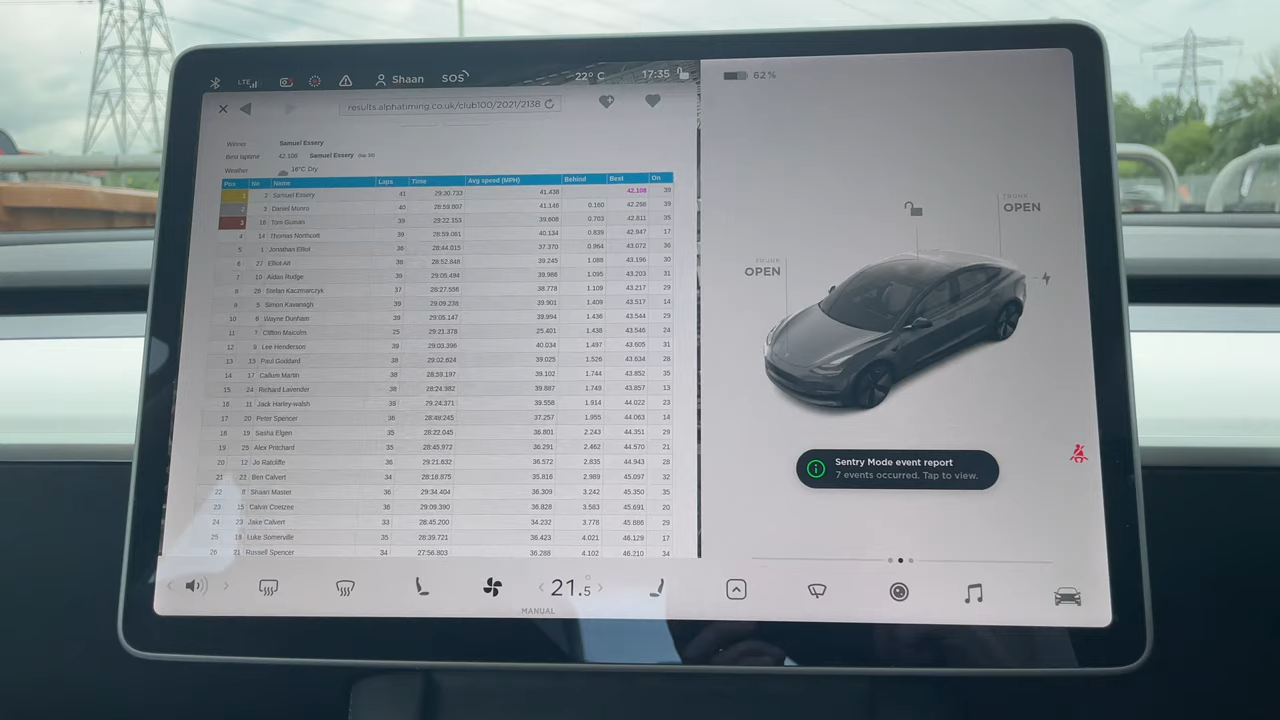 LTE
Shaan
SOS
22° C
17:35
62%
results.alphatiming.co.uk/club100/2021/2138
Winner Samuel Essery
Best laptime 42.108 Samuel Essery
Weather 16°C Dry
Pos No Name Laps Time Avg speed (MPH) Behind Best On
1 Samuel Essery 41 29:30.733 41.438 42.108 39
2 Daniel Munro 40 41.146 0.160 39
3 16 Tom Guman 39 29:22.153 39.608 0.703 42.811 35
4 14 Thomas Northcott 39 28:59.061 40.134 0.839 42.947 17
5 1 Jonathan Elliot 36 28:44.015 37.370 0.964 43.072 36
6 27 Elliot Art 28:52.848 39.245 1.088 43.196 30
7 10 Aidan Rudge 29:05.494 39.966 1.095 43.203 31
8 26 Stefan Kaczmarczyk 37 28:27.556 38.779 1.109 43.217 29
9 5 Simon Kavanagh 39 29:09.238 39.901 1.409 43.517 14
10 Wayne Dunham 39 29:05.147 39.994 1.436 43.544 29
11 7 Clifton Malcolm 25 29:21.378 25.401 1.438 43.546 24
12 9 Lee Henderson 39 29:03.396 40.034 1.497 43.605 31
13 Paul Goddard 38 29:02.624 39.025 1.526 43.634 26
14 17 Callum Martin 38 28:59.197 39.102 1.744 43.852 35
15 24 Richard Lavender 38 28:24.982 39.887 1.749 43.857 13
16 11 Jack Harley-walsh 39 29:24.371 39.558 1.914 44.022 23
17 20 Peter Spencer 36 28:48.245 37.257 1.955 44.063 14
18 19 Sasha Elgen 35 28:22.045 36.801 2.243 44.351 29
19 25 Alex Pritchard 35 28:45.972 36.291 2.462 44.570 21
20 12 Jo Ratcliffe 36 29:21.632 36.572 2.835 44.943 28
21 22 Ben Calvert 34 28:18.875 35.816 2.989 45.097 32
22 Shaan Master 36 29:34.404 36.309 3.242 45.350 35
23 15 Calvin Coetzee 36 29:09.390 36.828 3.583 45.691 20
24 23 Jake Calvert 33 28:45.200 34.232 3.778 45.886 29
25 18 Luke Somerville 35 28:39.721 36.423 4.021 46.129 17
26 21 Russell Spencer 34 27:56.803 36.288 4.102 46.210 34
TRUNK
OPEN
OPEN
Sentry Mode event report
7 events occurred. Tap to view.
21.5°
MANUAL